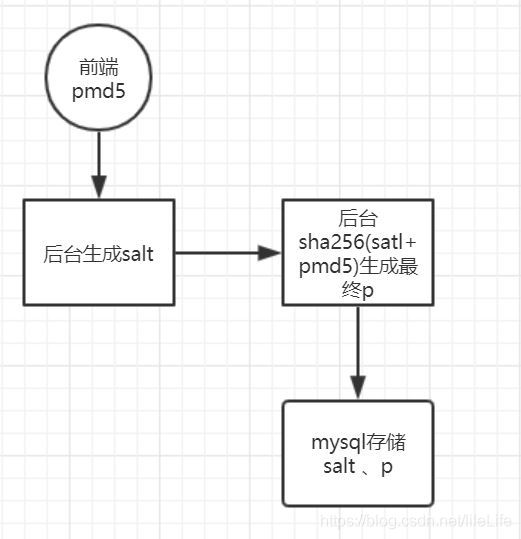 前端
pmd5
后台生成salt
后台
sha256(satl+
pmd5)生成最
终p
mysql存储
salt 、p
https://blog.csdn.net/lileLife